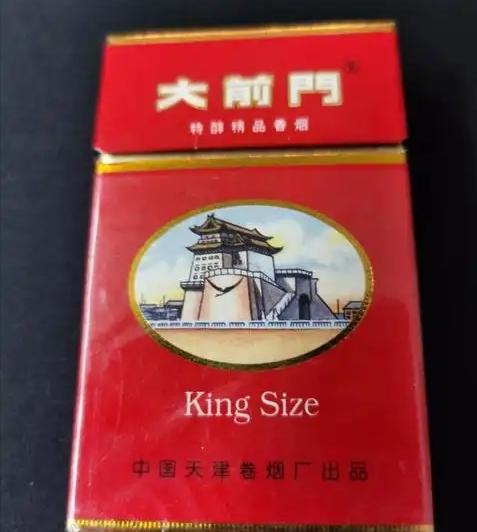 大前門
特醇精品香烟
King Size
中国天津卷烟厂出品